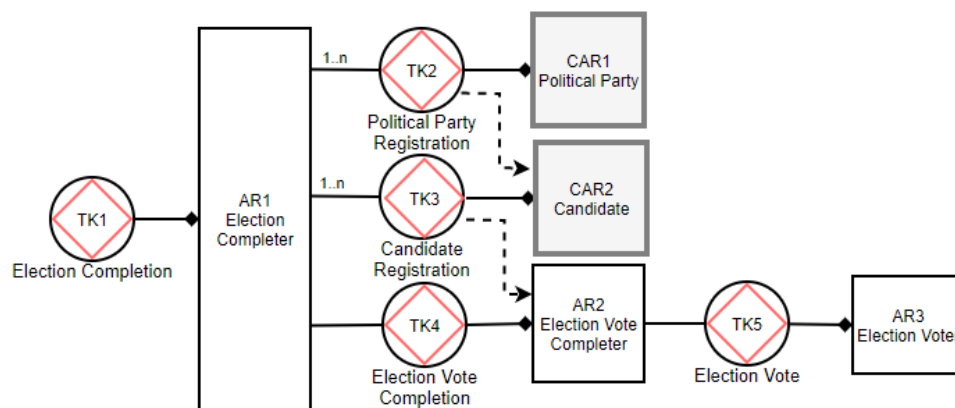 1..n
TK2
CAR1
Political Party
Political Party
Registration
TK1
Election Completion
AR1
Election
Completer
1..n
TK3
CAR2
Candidate
Candidate
Registration
TK4
Election Vote
Completion
AR2
Election Vote
Completer
TK5
Election Vote
AR3
Election Voter